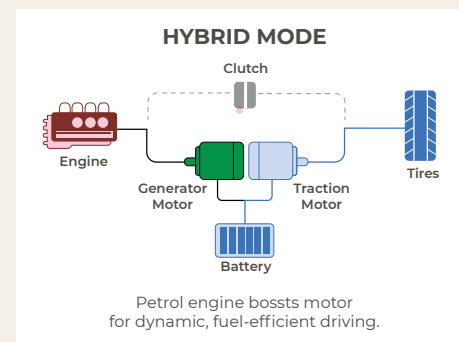 HYBRID MODE
Clutch
Engine
Generator
Motor
Traction
Motor
Tires
Battery
Petrol engine bossts motor
for dynamic, fuel-efficient driving.